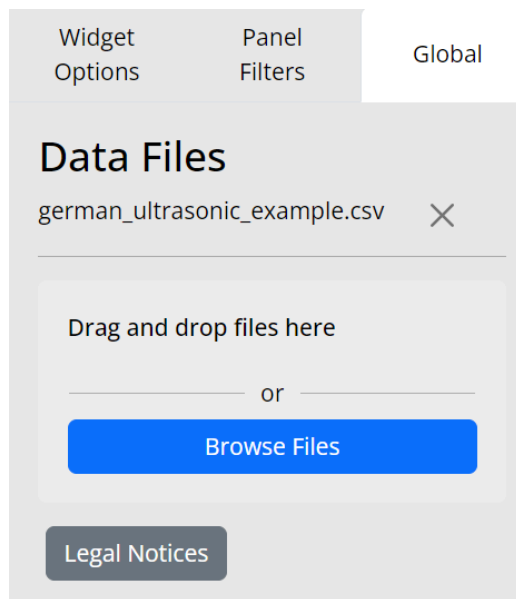 Widget
Options
Panel
Filters
Global
Data Files
german_ultrasonic_example.csv
Drag and drop files here
or
Browse Files
Legal Notices